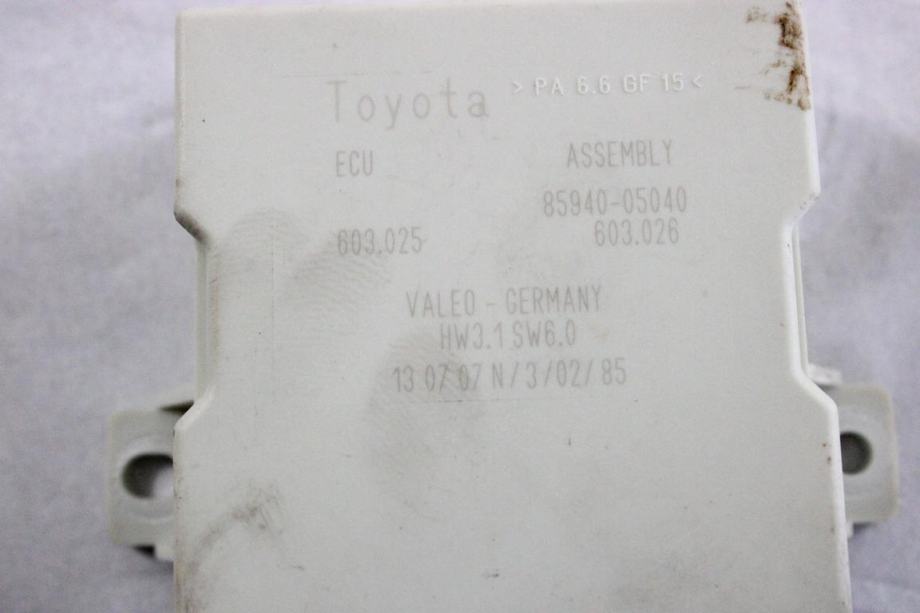 Toyota >PA 6.6 GF 15<
ECU ASSEMBLY
85940-05040
603.025 603.026
VALEO - GERMANY
HW3.1 SW6.0
13 07 07 N/3/02/85